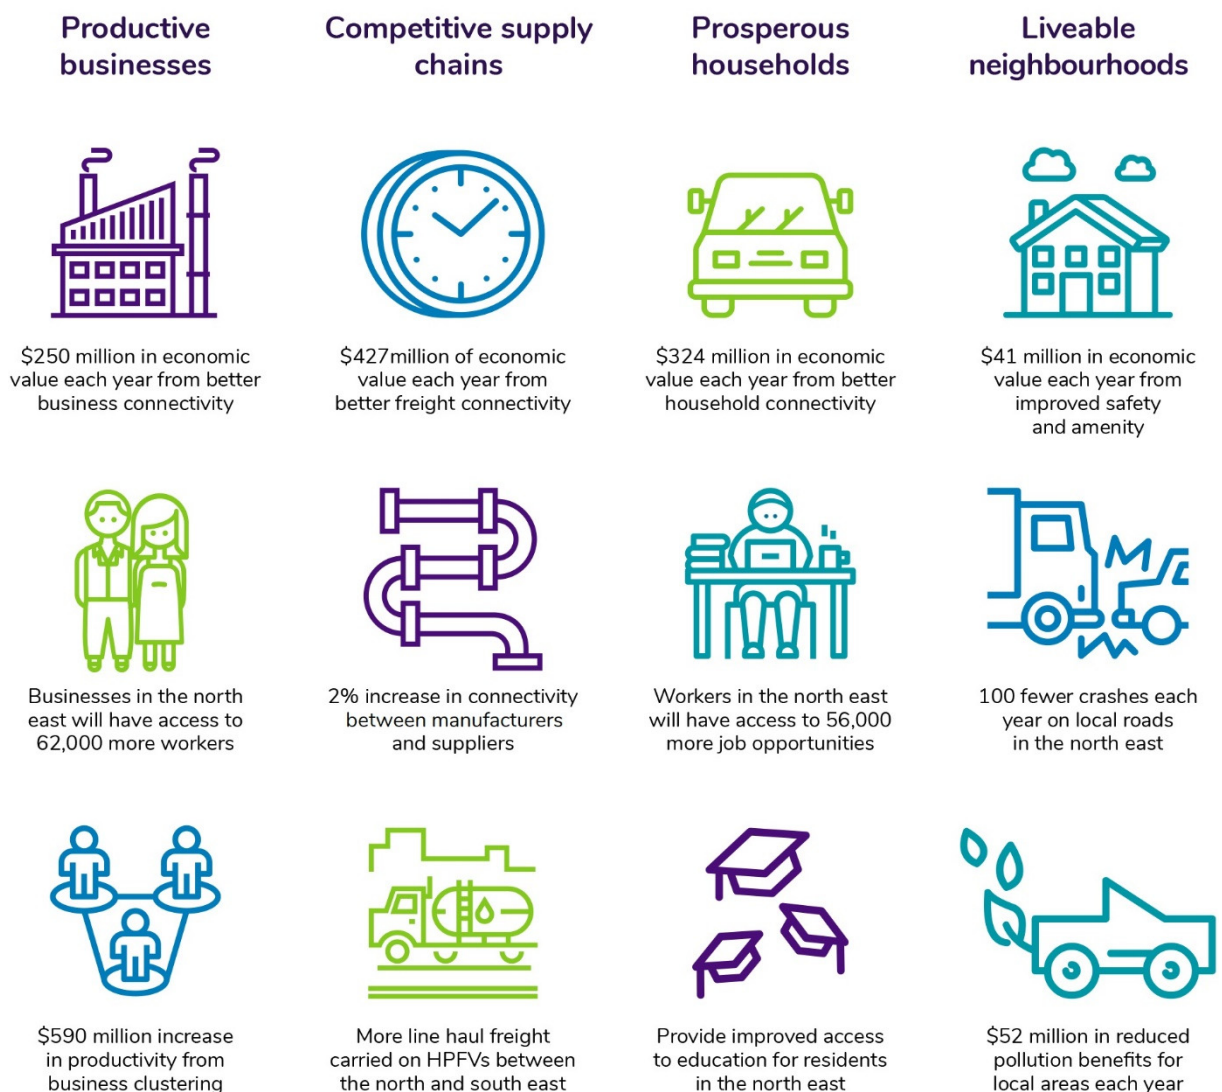 Productive
businesses
Competitive supply
chains
Prosperous
households
Liveable
neighbourhoods
$250 million in economic
value each year from better
business connectivity
$427million of economic
value each year from
better freight connectivity
$324 million in economic
value each year from better
household connectivity
$41 million in economic
value each year from
improved safety
and amenity
Businesses in the north
east will have access to
62,000 more workers
2% increase in connectivity
between manufacturers
and suppliers
Workers in the north east
will have access to 56,000
more job opportunities
100 fewer crashes each
year on local roads
in the north east
$590 million increase
in productivity from
business clustering
More line haul freight
carried on HPFVs between
the north and south east
Provide improved access
to education for residents
in the north east
$52 million in reduced
pollution benefits for
local areas each year